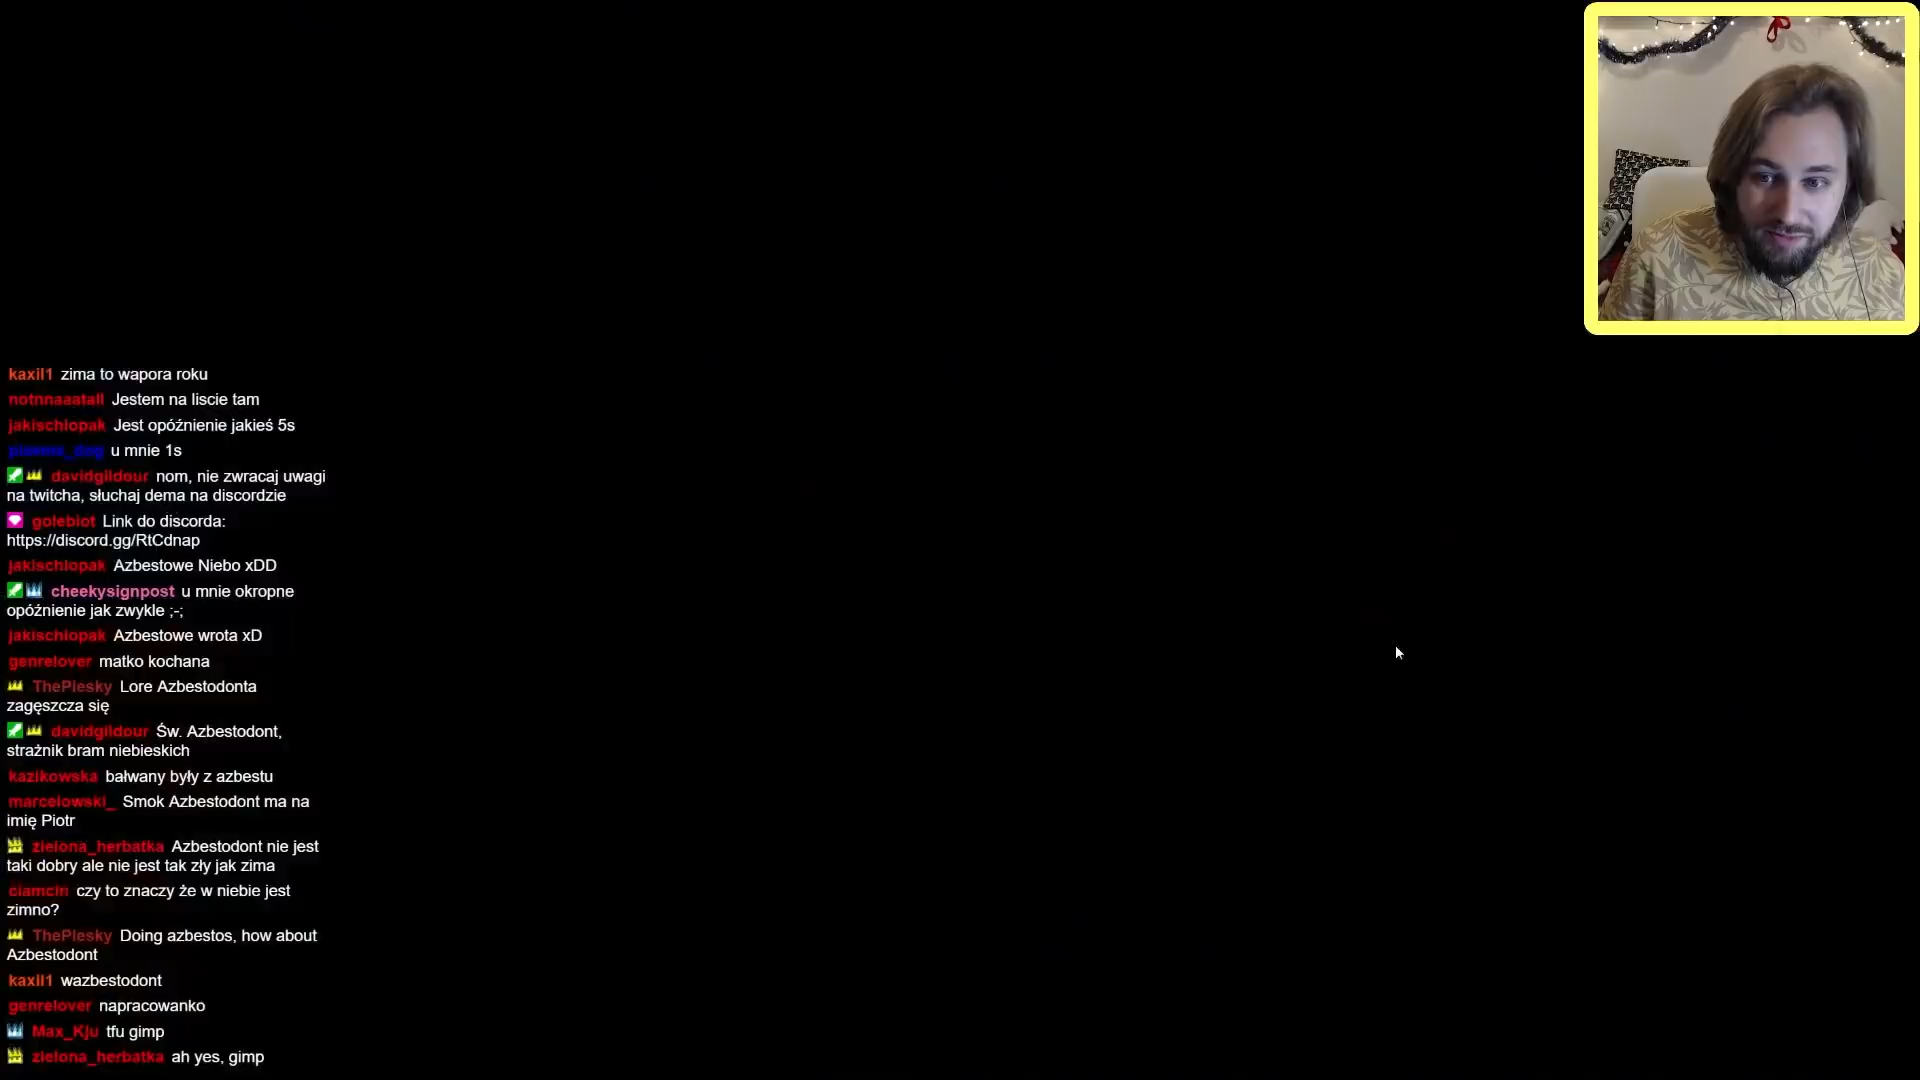 kaxil1 zima to wapora roku
notnnaaatall Jestem na liscie tam
jakischlopak Jest opóźnienie jakieś 5s
u mnie 1s
davidgildour nom, nie zwracaj uwagi
na twitcha, słuchaj dema na discordzie
golebiot Link do discorda:
https://discord.gg/RtCdnap
jakischlopak Azbestowe Niebo xDD
cheekysignpost u mnie okropne
opóźnienie jak zwykle ;-;
jakischlopak Azbestowe wrota xD
genrelover matko kochana
ThePlesky Lore Azbestodonta
zagęszcza się
davidgildour Św. Azbestodont,
strażnik bram niebieskich
kazikowska bałwany były z azbestu
marcelowski_ Smok Azbestodont ma na
imię Piotr
zielona_herbatka Azbestodont nie jest
taki dobry ale nie jest tak zły jak zima
czy to znaczy że w niebie jest
zimno?
ThePlesky Doing azbestos, how about
Azbestodont
kaxil1 wazbestodont
genrelover napracowanko
Max_Kju tfu gimp
zielona_herbatka ah yes, gimp